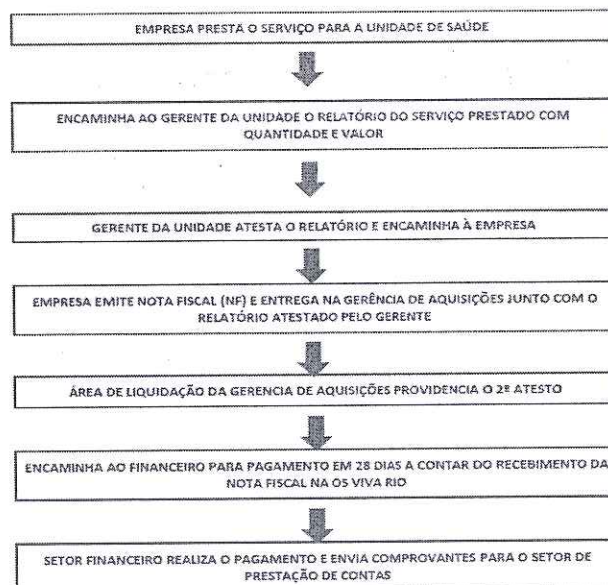 EMPRESA PRESTA O SERVIÇO PARA A UNIDADE DE SAÚDE
ENCAMINHA AO GERENTE DA UNIDADE O RELATÓRIO DO SERVIÇO PRESTADO COM
QUANTIDADE E VALOR
GERENTE DA UNIDADE ATESTA O RELATÓRIO E ENCAMINHA À EMPRESA
EMPRESA EMITE NOTA FISCAL (NF) E ENTREGA NA GERÊNCIA DE AQUISIÇÕES JUNTO COM O
RELATÓRIO ATESTADO PELO GERENTE
ÁREA DE LIQUIDAÇÃO DA GERENCIA DE AQUISIÇÕES PROVIDENCIA O 2º ATESTO
ENCAMINHA AO FINANCEIRO PARA PAGAMENTO EM 28 DIAS A CONTAR DO RECEBIMENTO DA
NOTA FISCAL NA OS VIVA RIO
SETOR FINANCEIRO REALIZA O PAGAMENTO E ENVIA COMPROVANTES PARA O SETOR DE
PRESTAÇÃO DE CONTAS